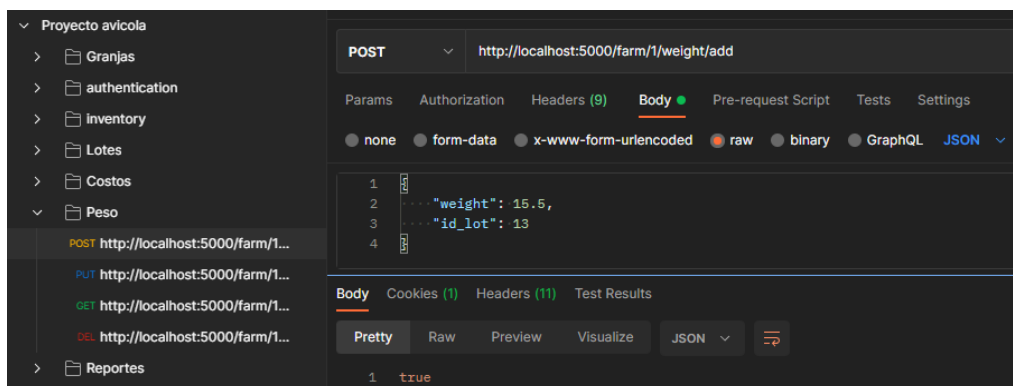 Proyecto avicola
Granjas
authentication
inventory
Lotes
Costos
Peso
POST http://localhost:5000/farm/1...
PUT http://localhost:5000/farm/1...
GET http://localhost:5000/farm/1...
DEL http://localhost:5000/farm/1...
Reportes
POST http://localhost:5000/farm/1/weight/add
Params Authorization Headers (9) Body Pre-request Script Tests Settings
none form-data x-www-form-urlencoded raw binary GraphQL JSON
1 {
2 ····"weight":·15.5,
3 ····"id_lot":·13
4 }
Body Cookies (1) Headers (11) Test Results
Pretty Raw Preview Visualize JSON
1 true